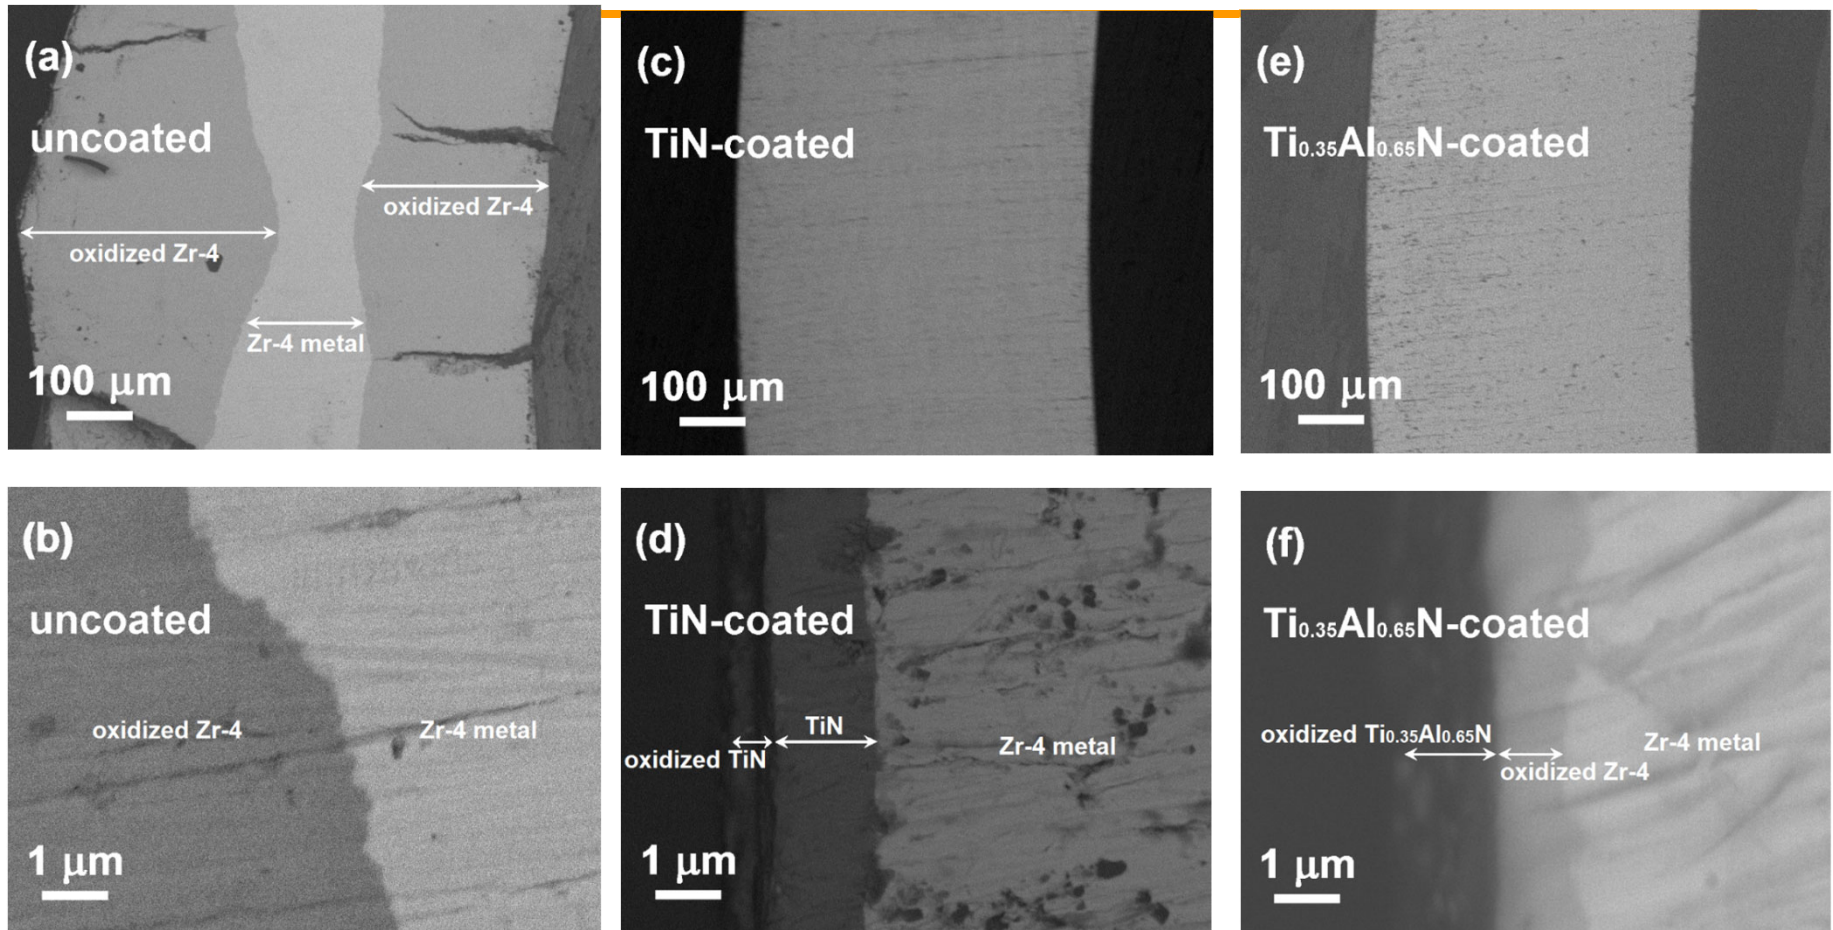 (a)
uncoated
oxidized Zr-4
oxidized Zr-4
Zr-4 metal
100 μm
(c)
TiN-coated
100 μm
(e)
Ti0.35Al0.65N-coated
100 μm
(b)
uncoated
oxidized Zr-4
Zr-4 metal
1 μm
(d)
TiN-coated
TiN
oxidized TiN
Zr-4 metal
1 μm
(f)
Ti0.35Al0.65N-coated
oxidized Ti0.35Al0.65N
Zr-4 metal
oxidized Zr-4
1 μm